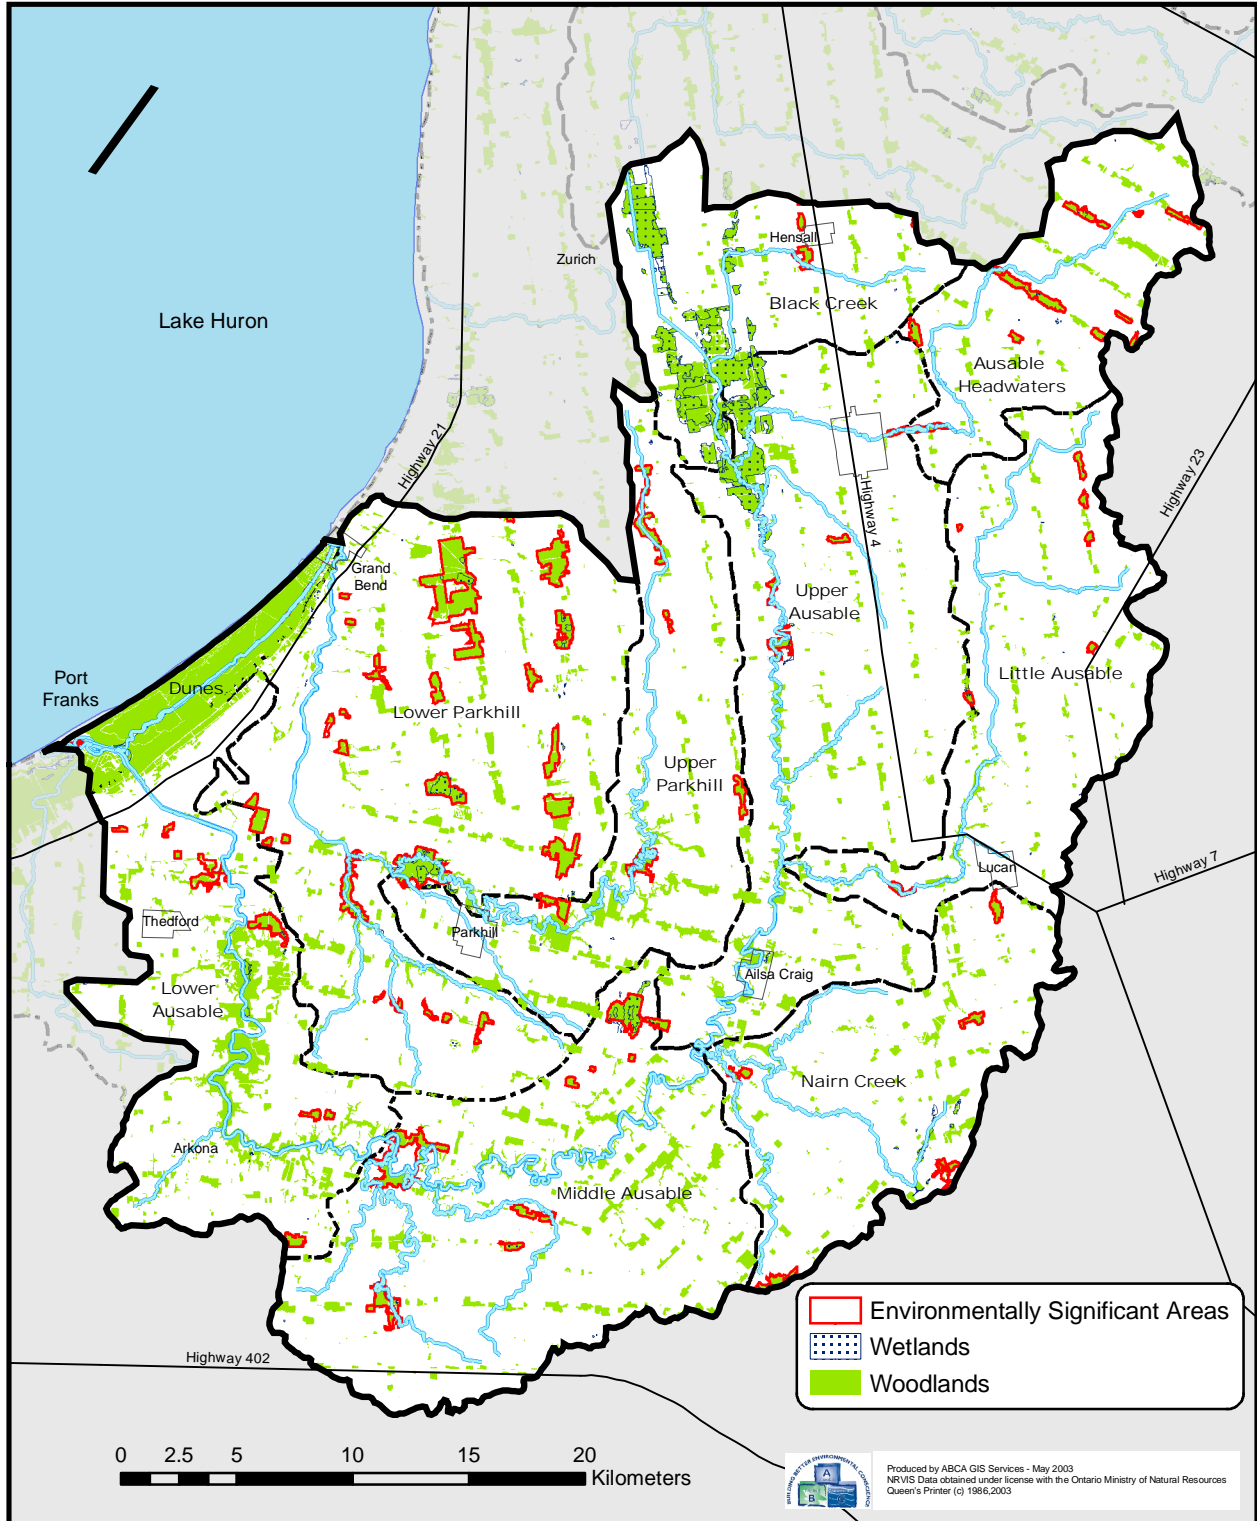 Lake Huron
Zurich
Hensall
Black Creek
Ausable
Headwaters
Highway 21
Highway 4
Highway 23
Grand
Bend
Upper
Ausable
Port
Franks
Dunes
Lower Parkhill
Little Ausable
Upper
Parkhill
Lucan
Highway 7
Thedford
Parkhill
Ailsa Craig
Lower
Ausable
Nairn Creek
Arkona
Middle Ausable
Highway 402
Environmentally Significant Areas
Wetlands
Woodlands
0 2.5 5 10 15 20
Kilometers
BUILDING BETTER ENVIRONMENTAL CONSCIENCE
A
B
Produced by ABCA GIS Services - May 2003
NRVIS Data obtained under license with the Ontario Ministry of Natural Resources
Queen's Printer (c) 1986,2003